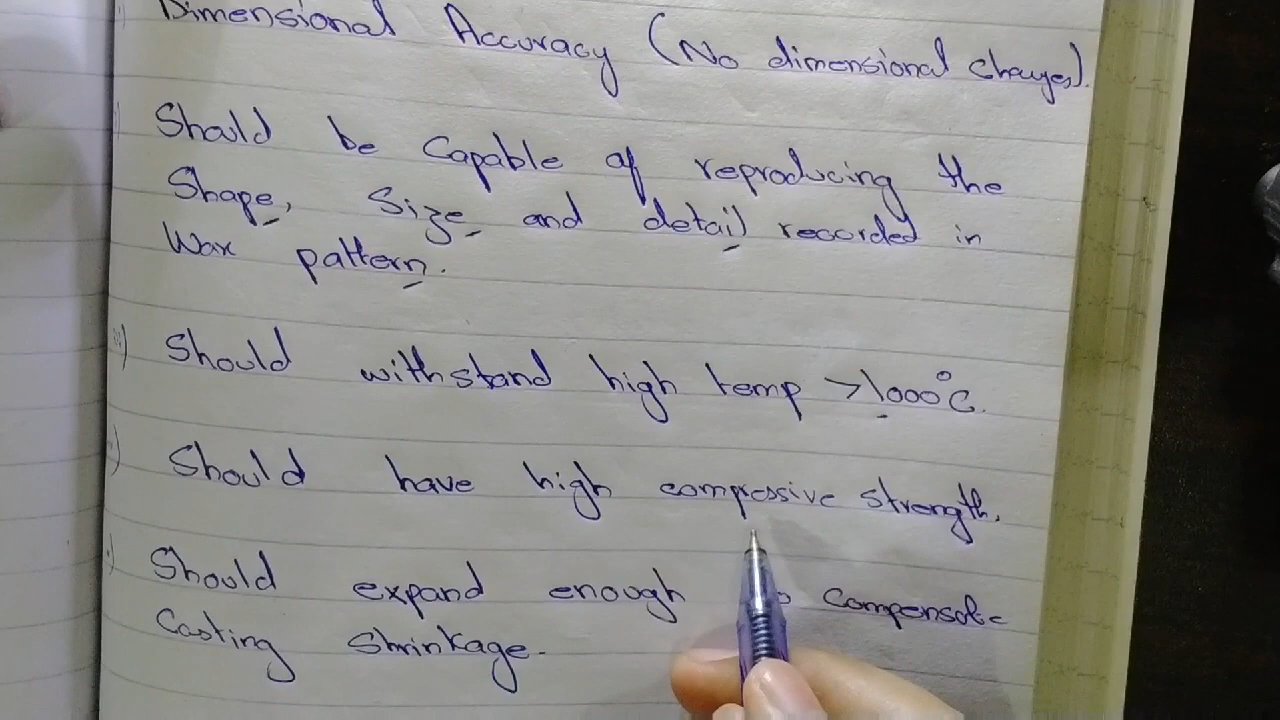 Dimensional Accuracy (No dimensional changes).
Should be Capable of reproducing the
Shape, Size and detail recorded in
Wax pattern.
Should withstand high temp >1000°C.
Should have high compressive strength.
Should expand enough compensate
Casting Shrinkage.